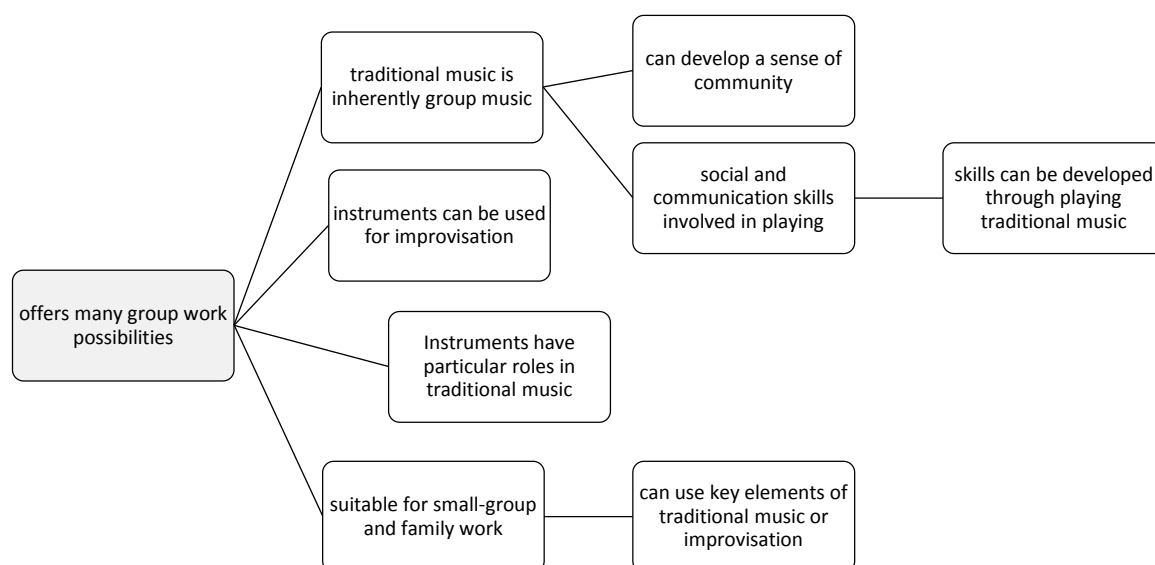 offers many group work
possibilities
traditional music is
inherently group music
can develop a sense of
community
social and
communication skills
involved in playing
skills can be developed
through playing
traditional music
instruments can be used
for improvisation
Instruments have
particular roles in
traditional music
suitable for small-group
and family work
can use key elements of
traditional music or
improvisation